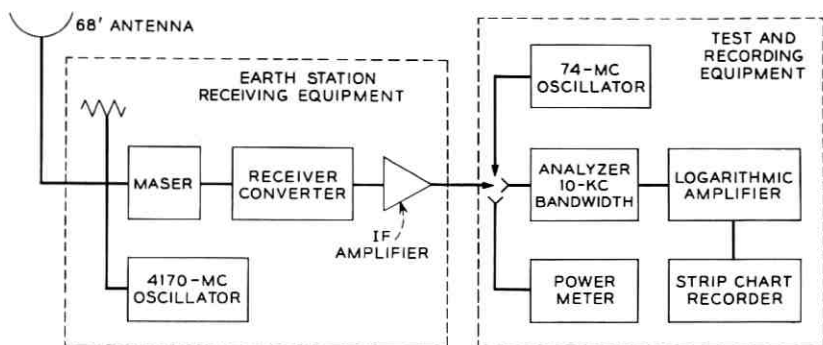 68' ANTENNA
EARTH STATION
RECEIVING EQUIPMENT
MASER
RECEIVER
CONVERTER
IF
AMPLIFIER
4170-MC
OSCILLATOR
TEST AND
RECORDING
EQUIPMENT
74-MC
OSCILLATOR
ANALYZER
10-KC
BANDWIDTH
LOGARITHMIC
AMPLIFIER
POWER
METER
STRIP CHART
RECORDER